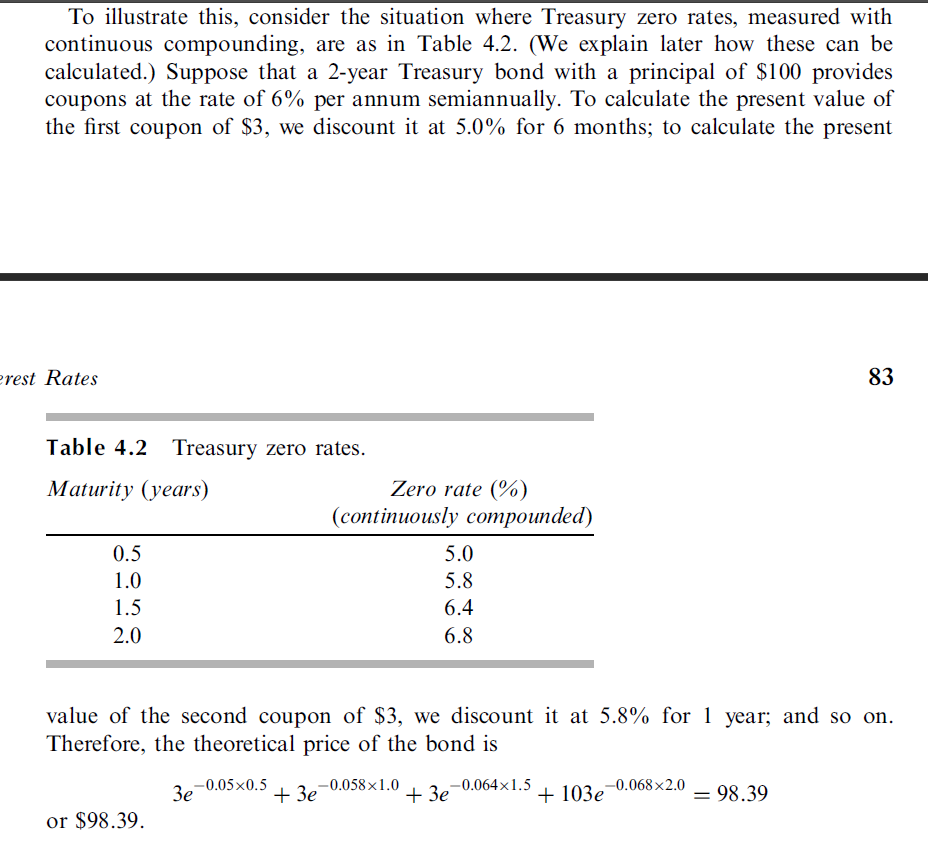 To illustrate this, consider the situation where Treasury zero rates, measured with
continuous compounding, are as in Table 4.2. (We explain later how these can be
calculated.) Suppose that a 2-year Treasury bond with a principal of $100 provides
coupons at the rate of 6% per annum semiannually. To calculate the present value of
the first coupon of $3, we discount it at 5.0% for 6 months; to calculate the present
erest Rates 83
Table 4.2 Treasury zero rates.
Maturity (years) Zero rate (%)
(continuously compounded)
0.5 5.0
1.0 5.8
1.5 6.4
2.0 6.8
value of the second coupon of $3, we discount it at 5.8% for 1 year; and so on.
Therefore, the theoretical price of the bond is
3e^−0.05×0.5 + 3e^−0.058×1.0 + 3e^−0.064×1.5 + 103e^−0.068×2.0 = 98.39
or $98.39.